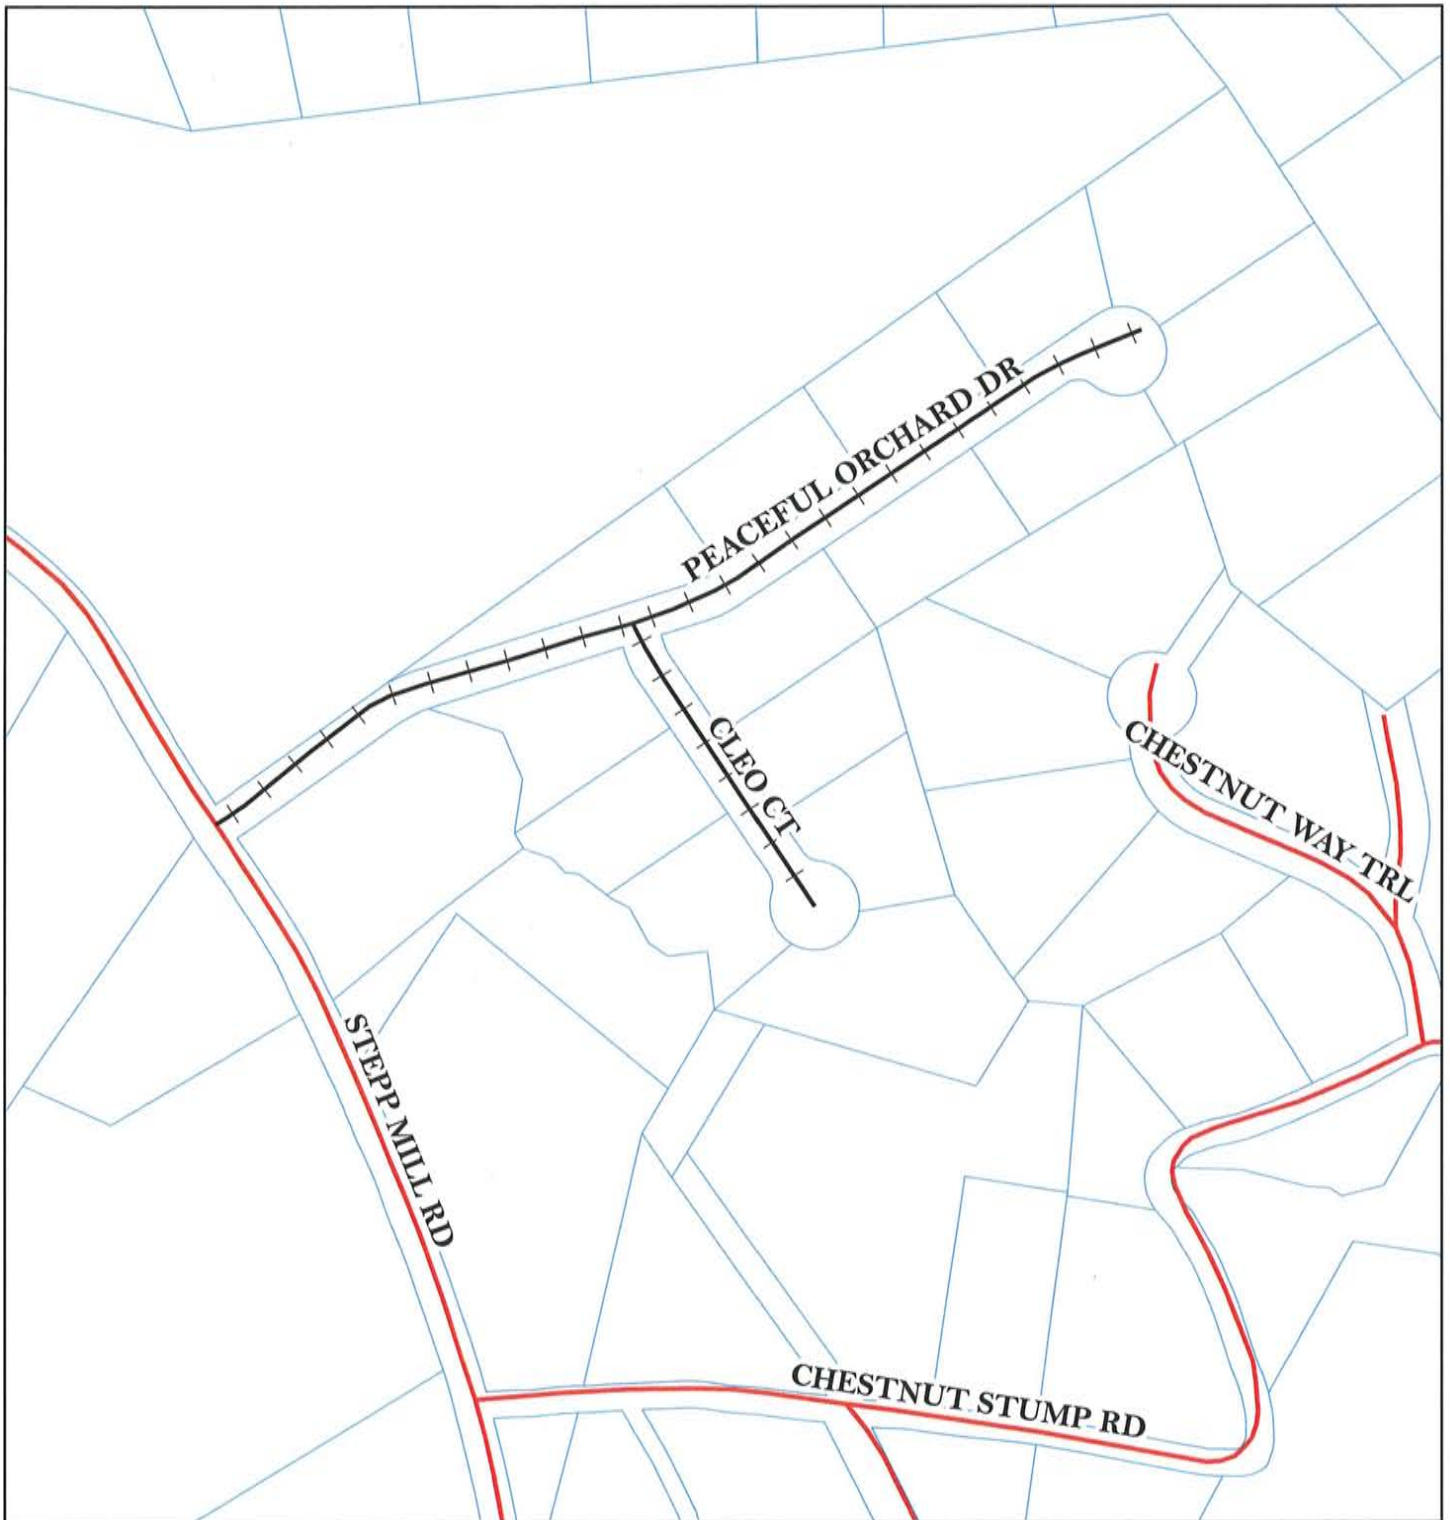 PEACEFUL ORCHARD DR
CLEO CT
CHESTNUT WAY TRL
STEPP MILL RD
CHESTNUT STUMP RD